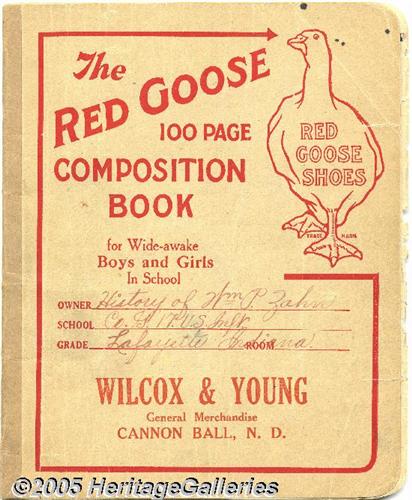 The
RED GOOSE
100 PAGE
COMPOSITION
BOOK
RED
GOOSE
SHOES
TRADE MARK
for Wide-awake
Boys and Girls
In School
OWNER History of Wm P. Zahn
SCHOOL Co. G 17. U.S. Infty
GRADE Lafayette Indiana ROOM
WILCOX & YOUNG
General Merchandise
CANNON BALL, N. D.
©2005 HeritageGalleries